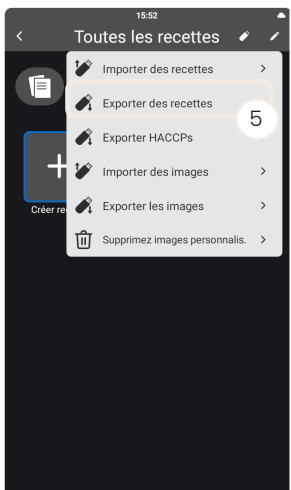 15:52
Toutes les recettes
Importer des recettes
Exporter des recettes
5
Exporter HACCPs
Importer des images
Exporter les images
Supprimez images personnalis.
Créer re